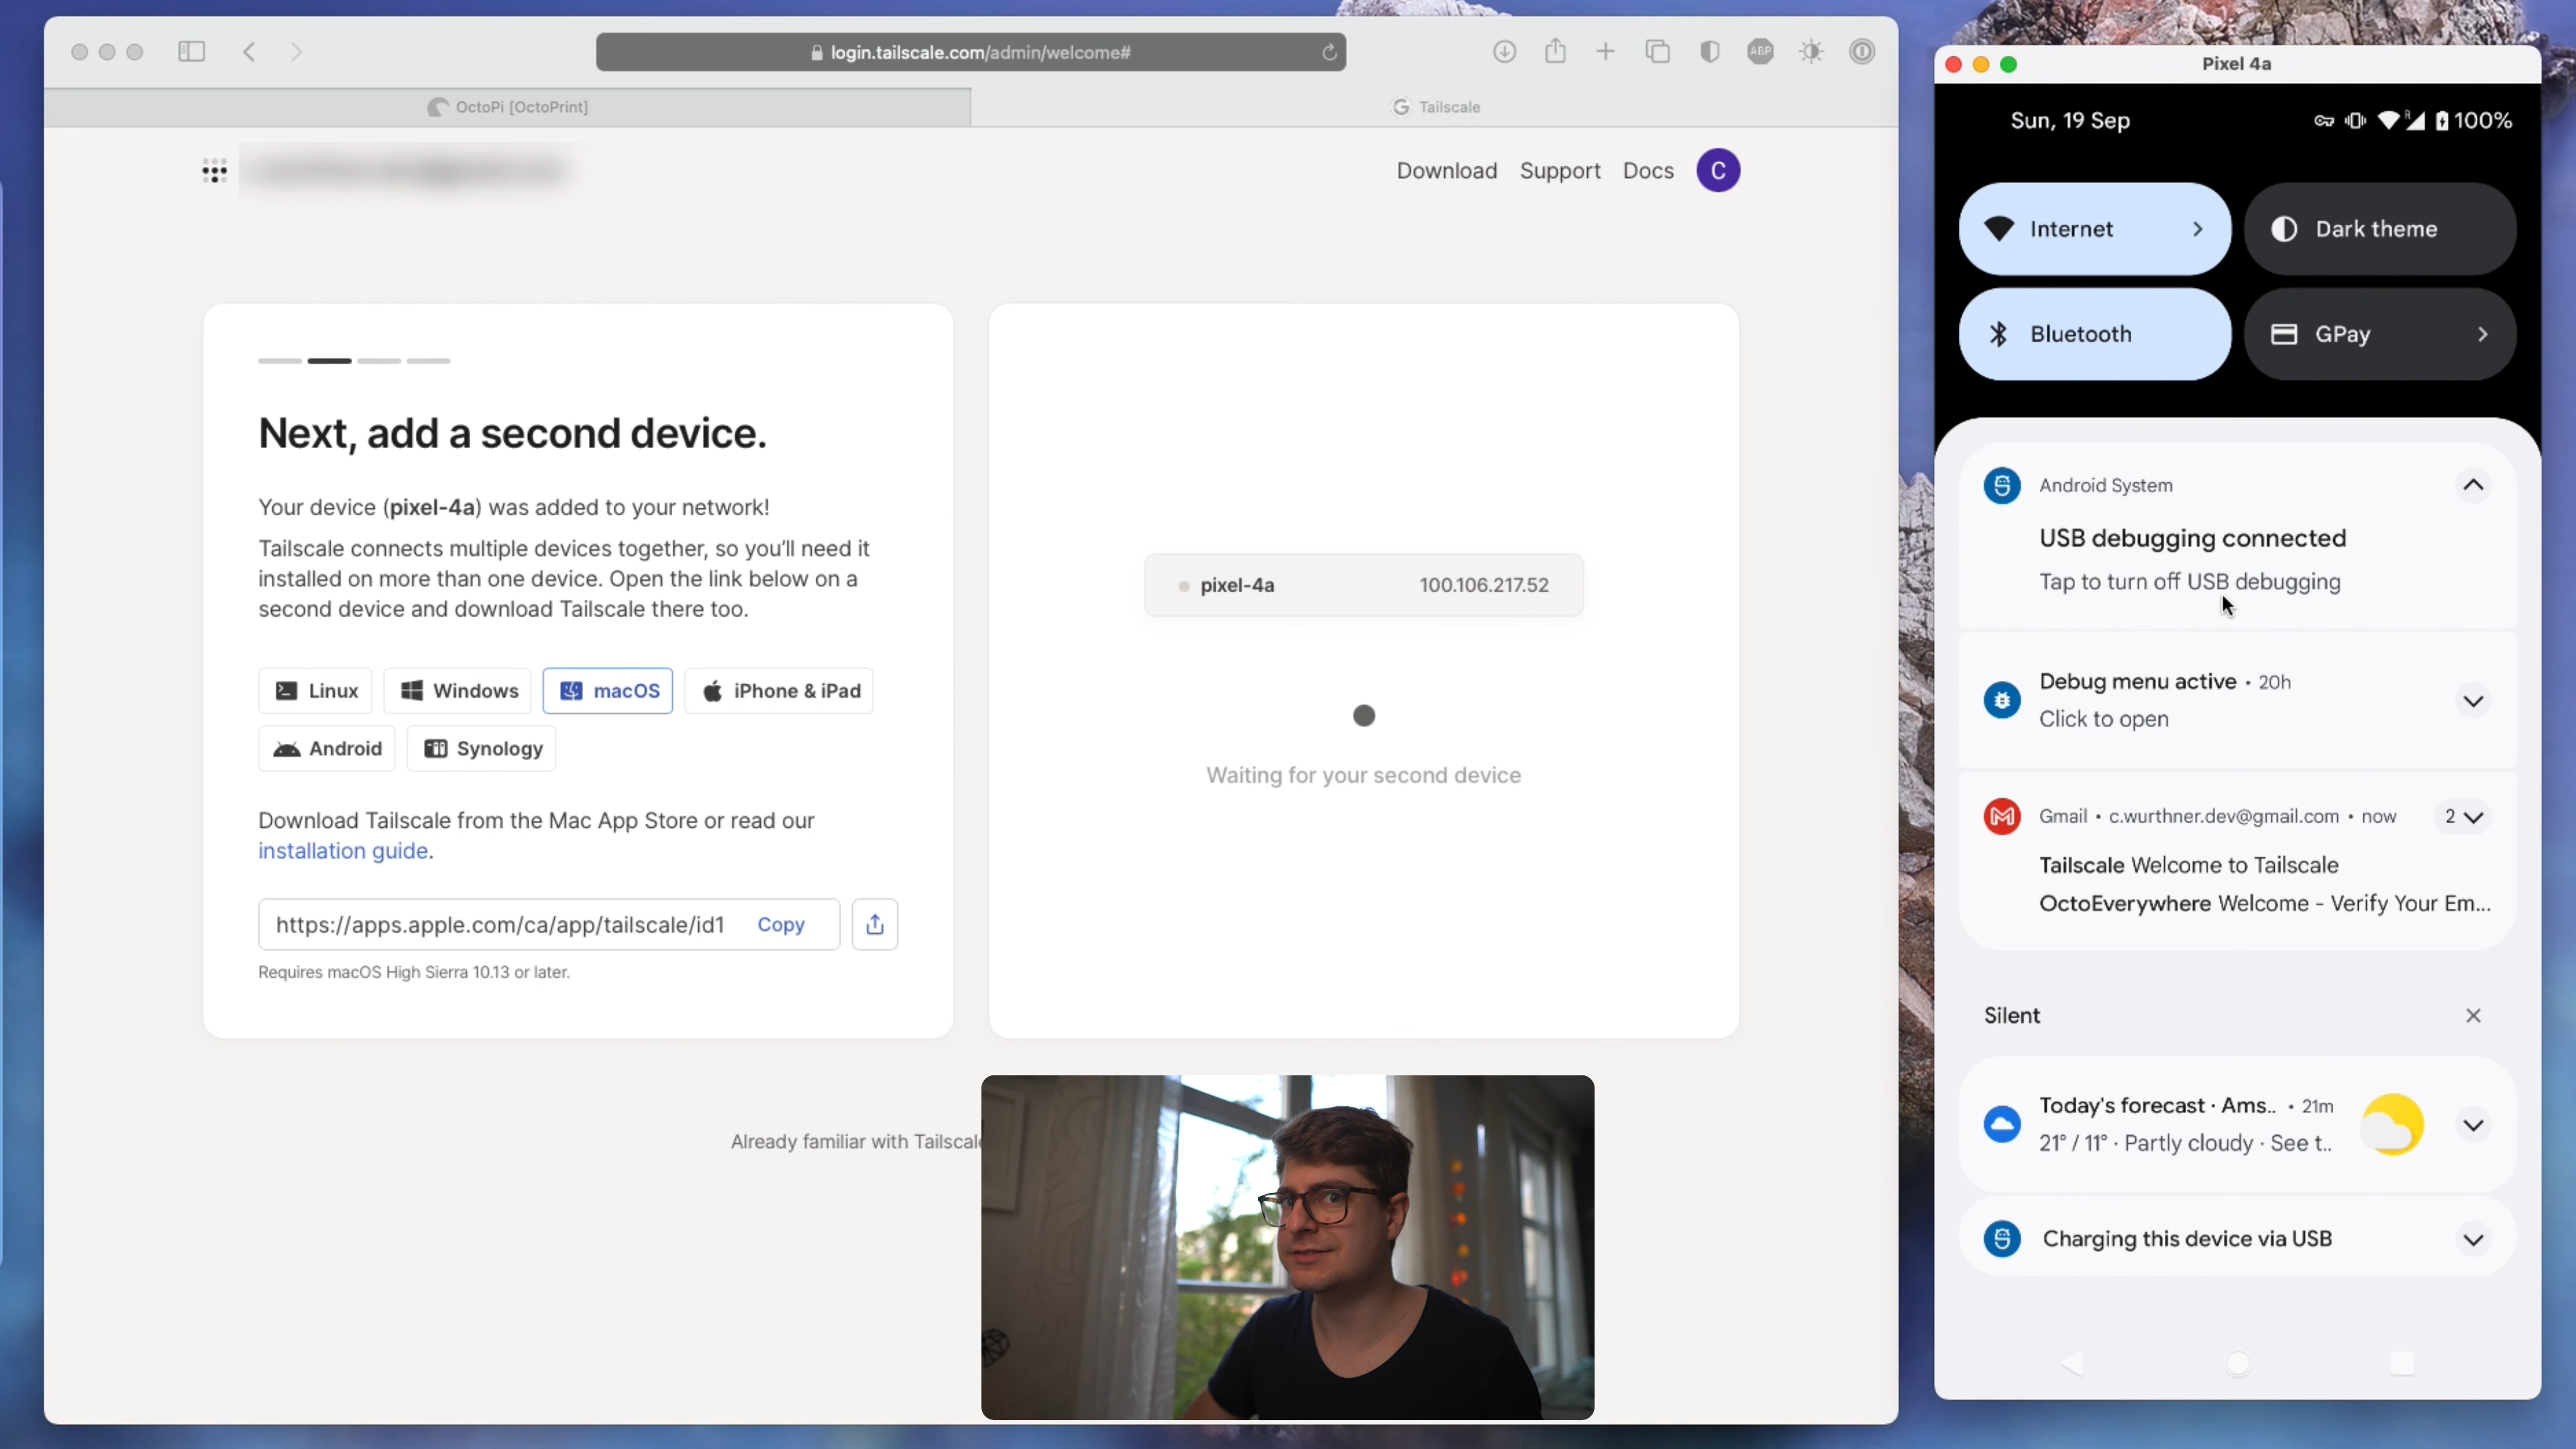 login.tailscale.com/admin/welcome#
ABP
OctoPi [OctoPrint]
G Tailscale
Download Support Docs C
Next, add a second device.
Your device (pixel-4a) was added to your network!
Tailscale connects multiple devices together, so you'll need it
installed on more than one device. Open the link below on a
second device and download Tailscale there too.
Linux Windows macOS iPhone & iPad
Android Synology
Download Tailscale from the Mac App Store or read our
installation guide.
https://apps.apple.com/ca/app/tailscale/id1 Copy
Requires macOS High Sierra 10.13 or later.
pixel-4a 100.106.217.52
Waiting for your second device
Already familiar with Tailscale
Pixel 4a
Sun, 19 Sep R 100%
Internet Dark theme
Bluetooth GPay
Android System
USB debugging connected
Tap to turn off USB debugging
Debug menu active • 20h
Click to open
Gmail • c.wurthner.dev@gmail.com • now 2
Tailscale Welcome to Tailscale
OctoEverywhere Welcome - Verify Your Em...
Silent
Today's forecast · Ams.. • 21m
21° / 11° · Partly cloudy · See t..
Charging this device via USB